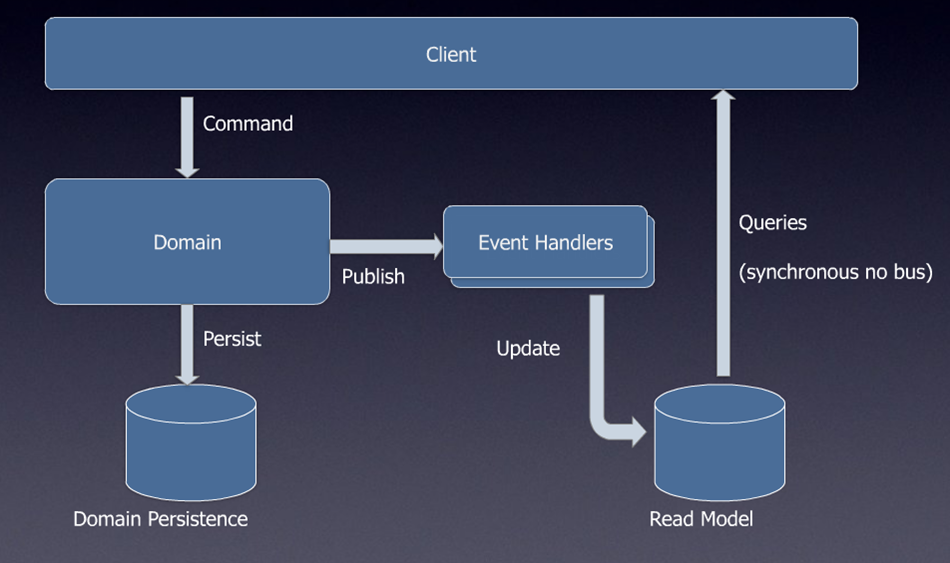 Client
Command
Domain
Publish
Event Handlers
Queries
(synchronous no bus)
Persist
Update
Domain Persistence
Read Model